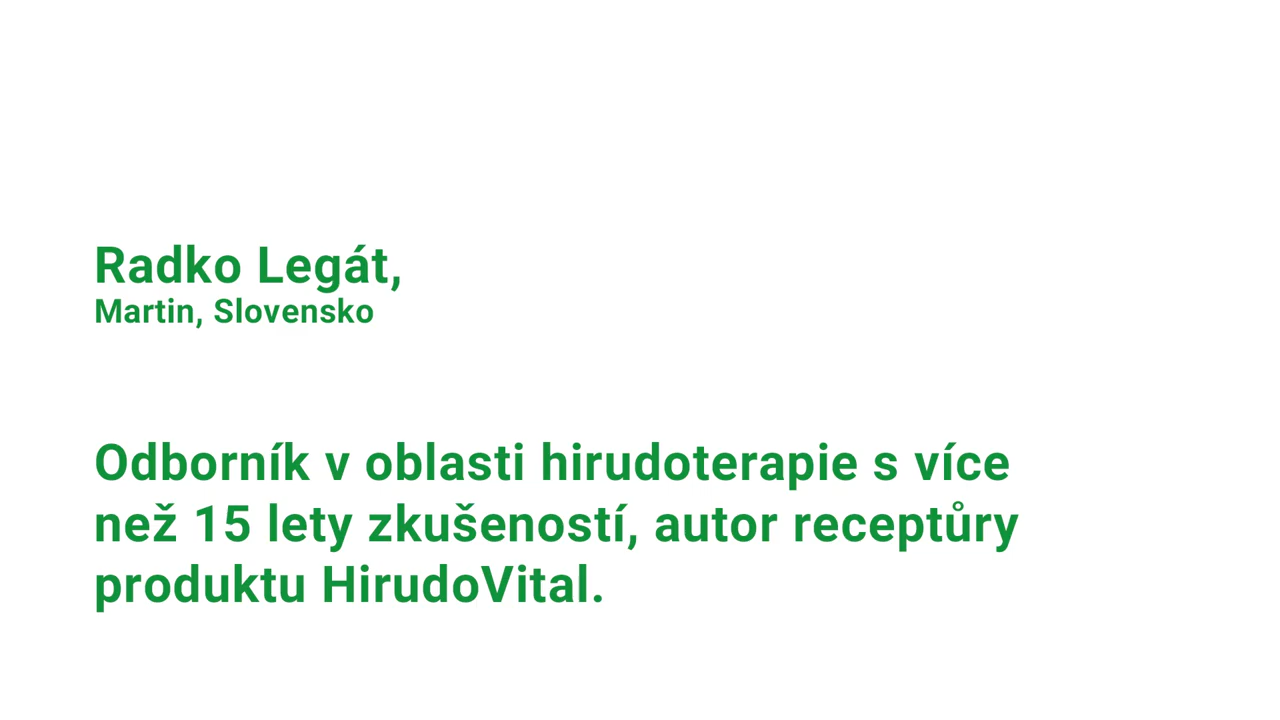 Radko Legát,
Martin, Slovensko
Odborník v oblasti hirudoterapie s více
než 15 lety zkušeností, autor receptůry
produktu HirudoVital.